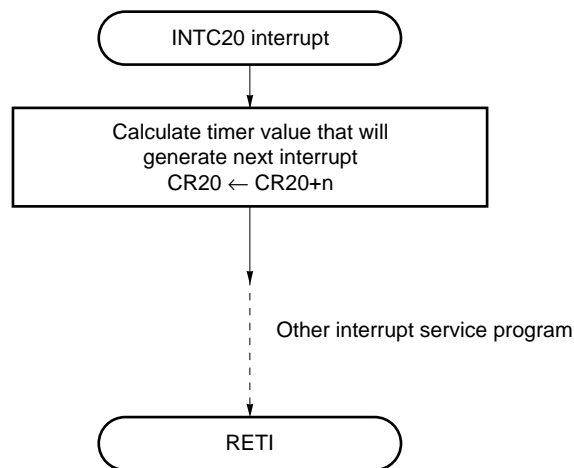 INTC20 interrupt
Calculate timer value that will
generate next interrupt
CR20 ← CR20+n
Other interrupt service program
RETI